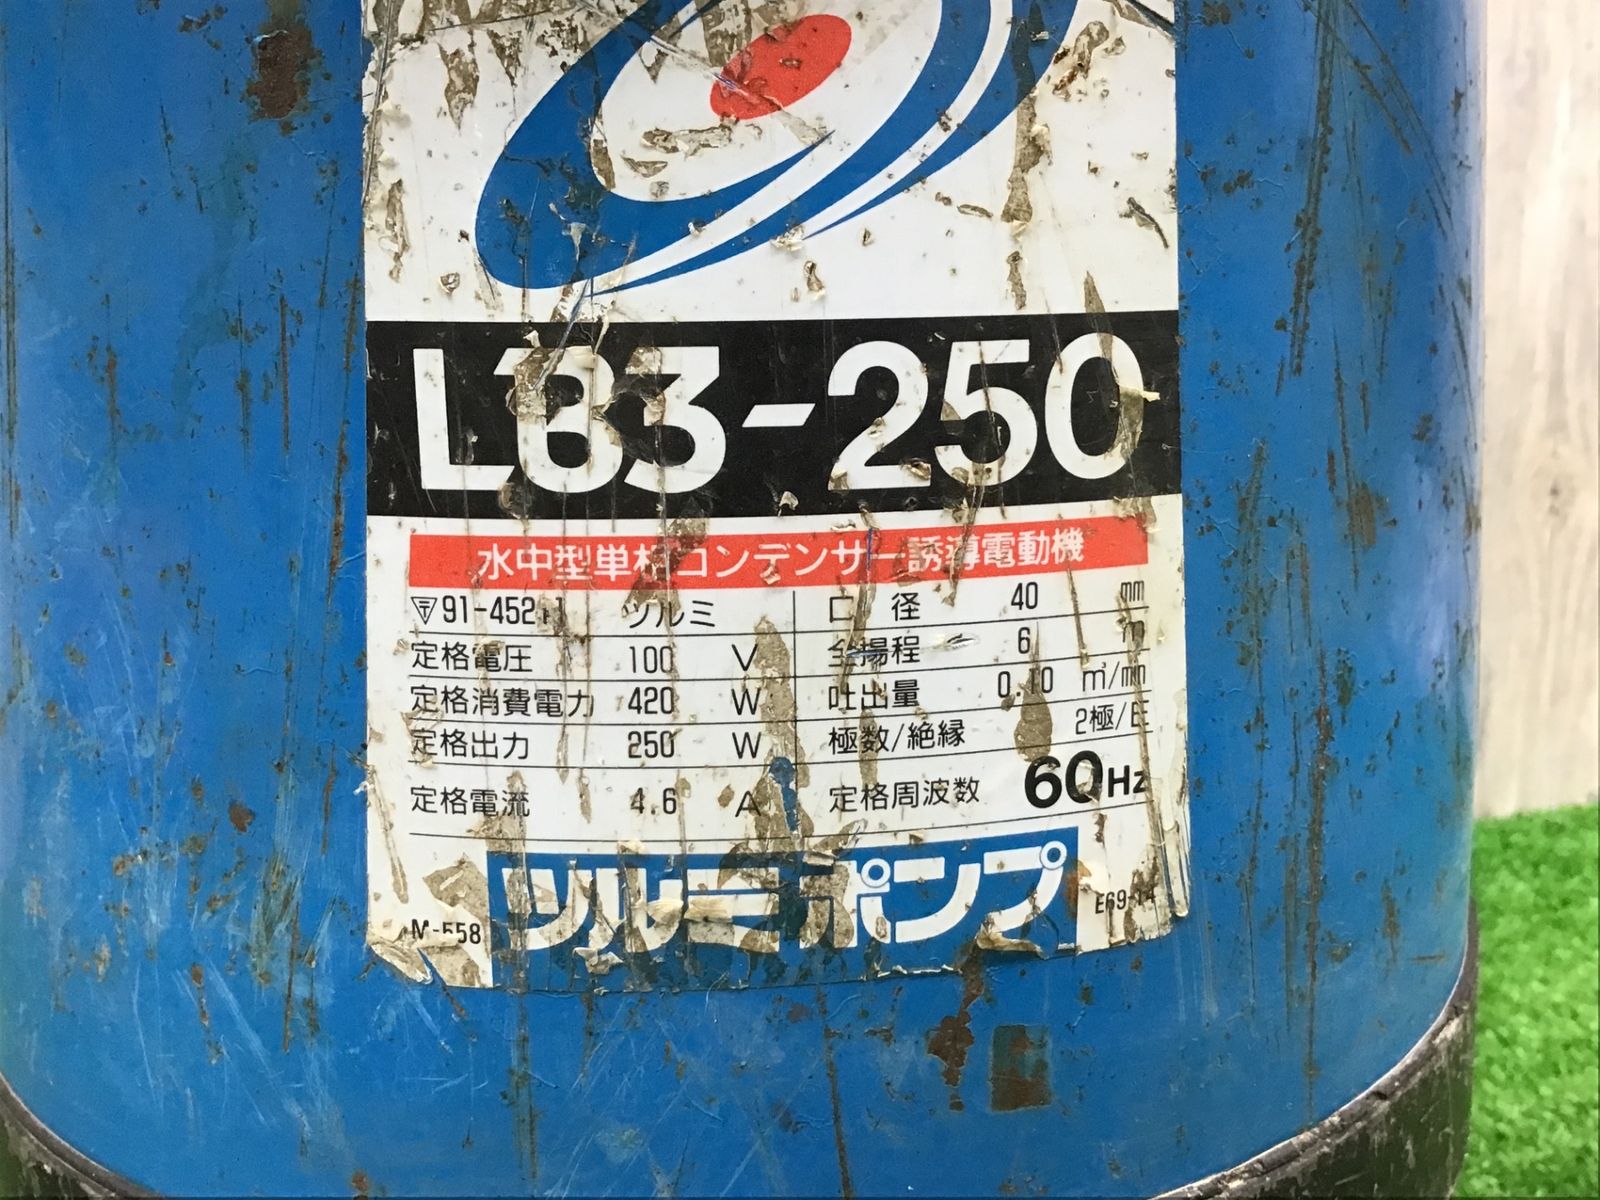 LB3-250
水中型単相コンデンサー誘導電動機
91-452 ツルミ
定格電圧 100 V
定格消費電力 420 W
定格出力 250 W
定格電流 4.6 A
口径 40 mm
全揚程 6 m
吐出量 0.10 m³/min
極数/絶縁 2極/E
定格周波数 60Hz
M-558
ツルミポンプ
E69-14